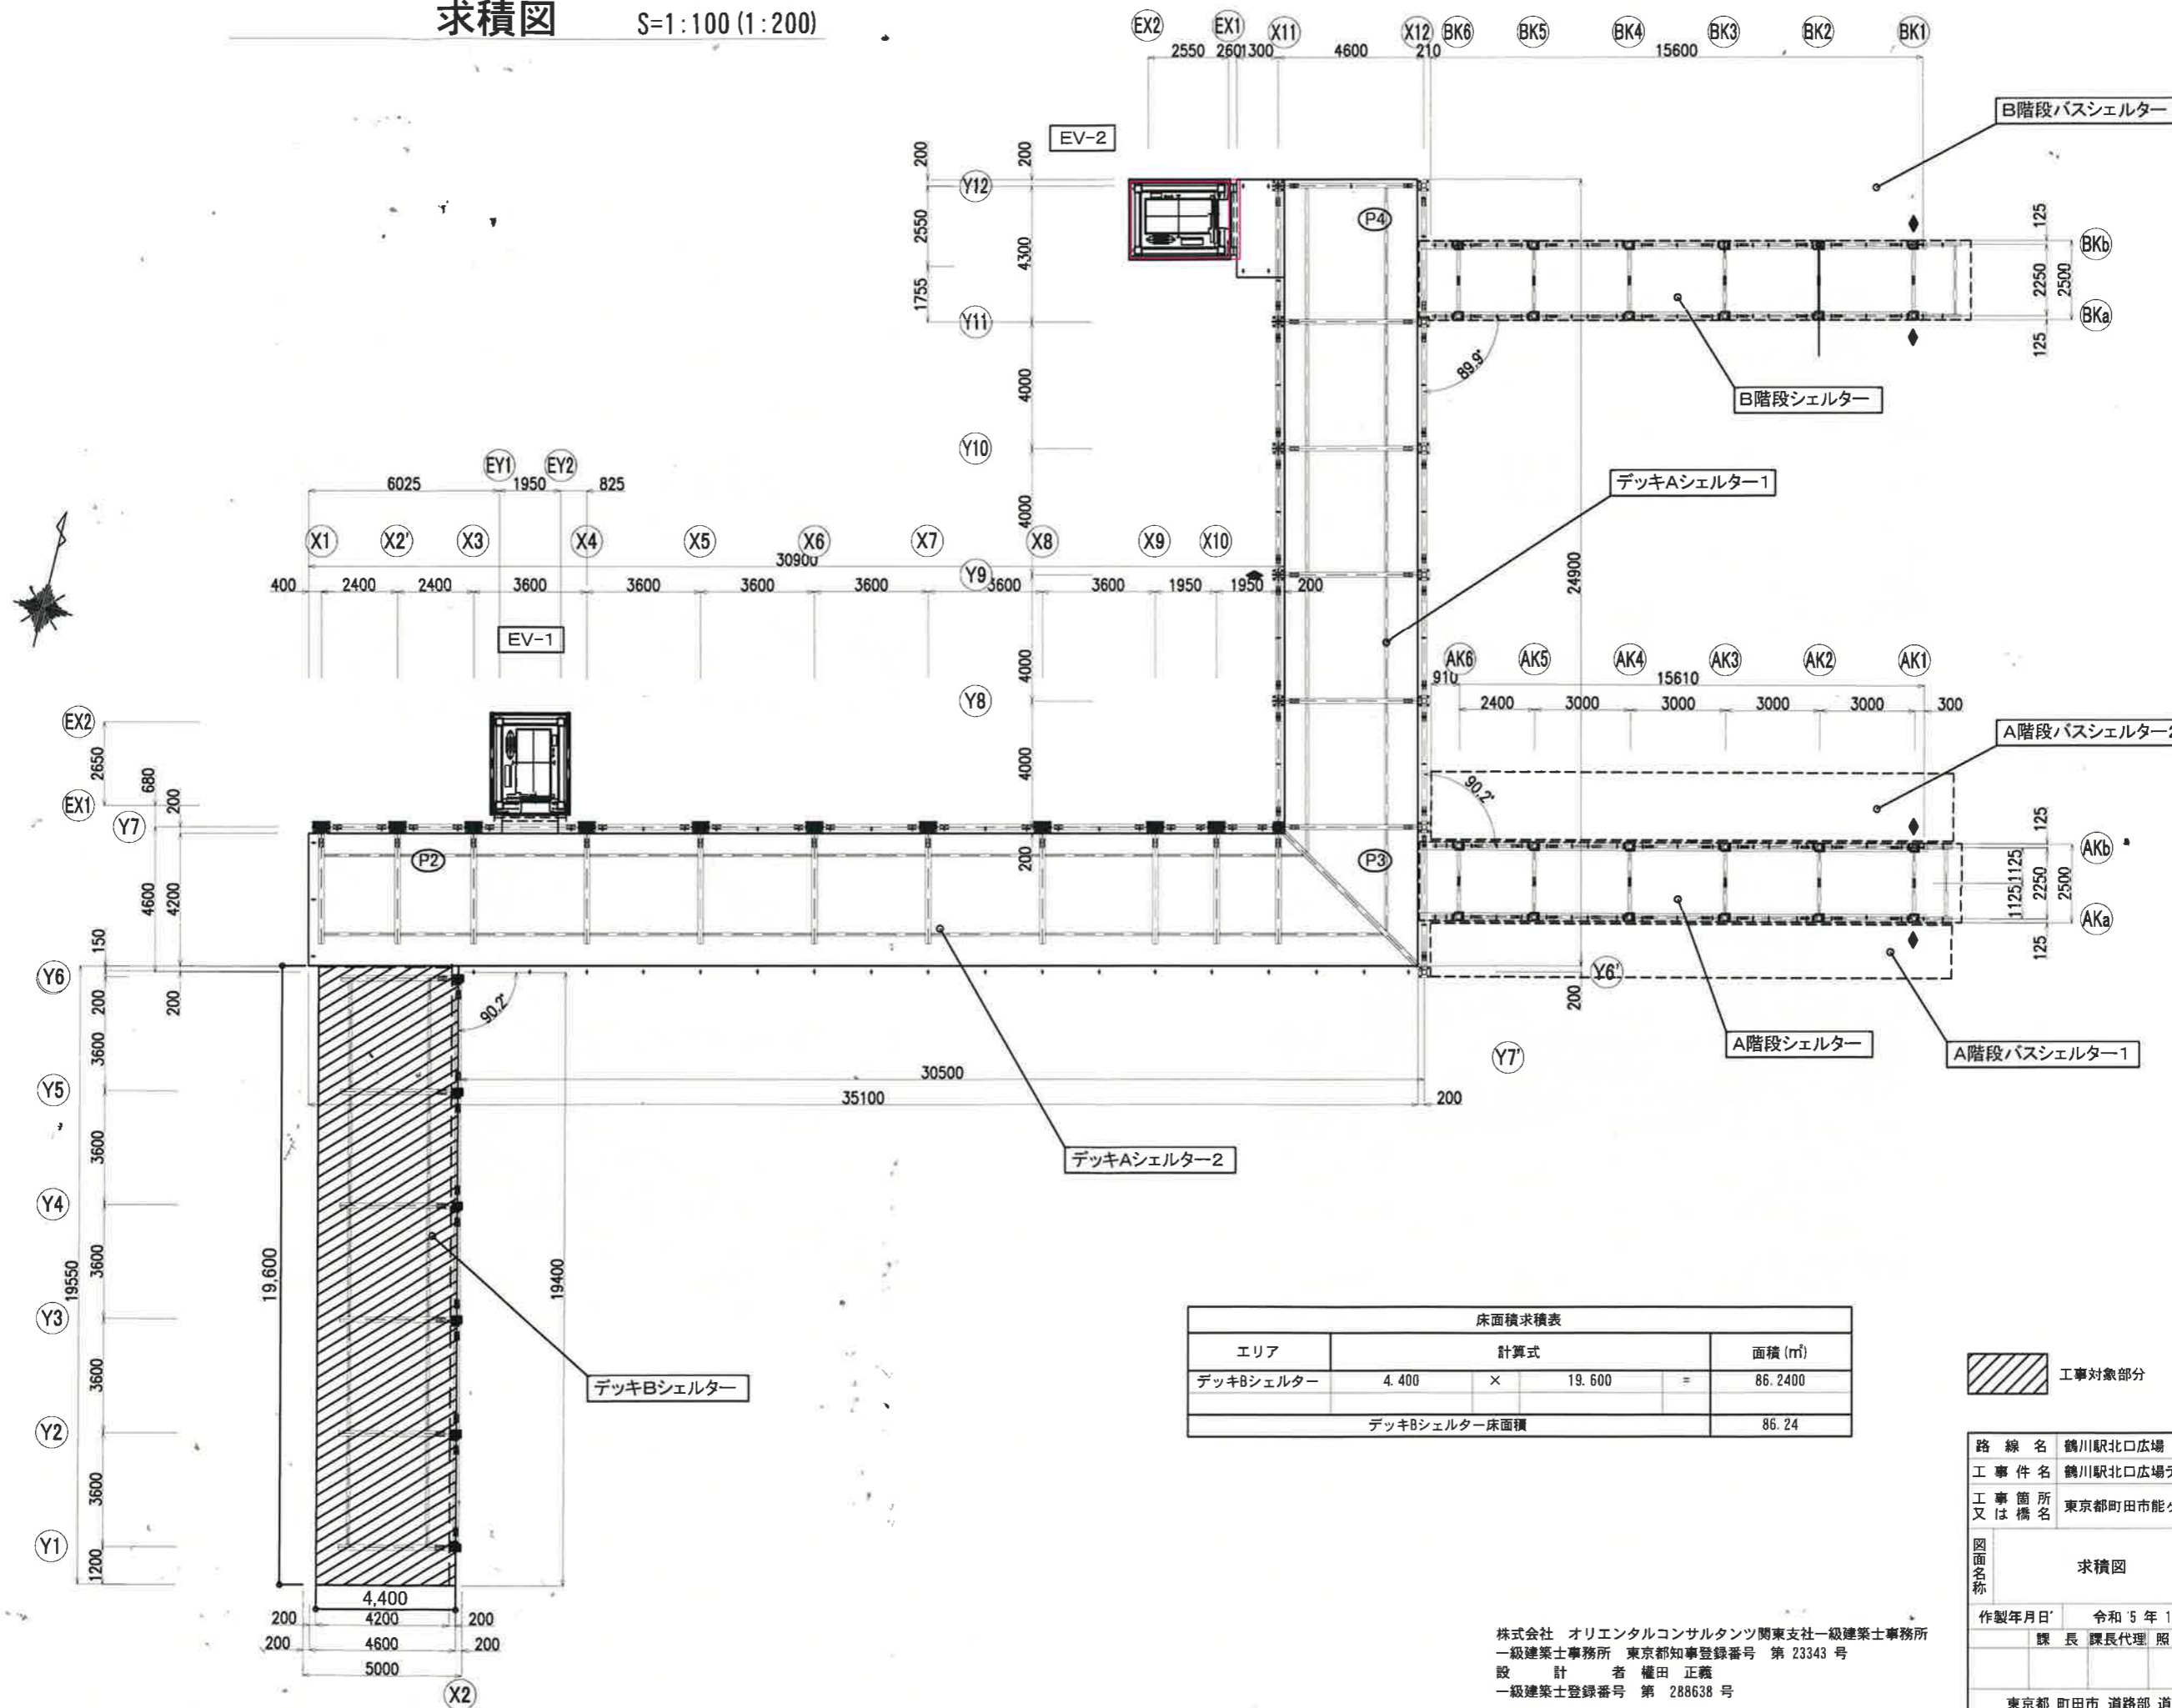 求積図 S=1:100(1:200)
EX2 EX1 X11 X12 BK6 BK5 BK4 BK3 BK2 BK1
2550 260 1300 4600 210 15600
B階段バスシェルター
EV-2
200 200
Y12
P4
2550 4300
125
BKb
2250 2500
BKa
125
1755
Y11
89.9°
B階段シェルター
4000
Y10
EY1 EY2
6025 1950 825
デッキAシェルター1
4000
X1 X2' X3 X4 X5 X6 X7 X8 X9 X10
30900
Y9
400 2400 2400 3600 3600 3600 3600 3600 3600 1950 1950 200
24900
EV-1
4000
AK6 AK5 AK4 AK3 AK2 AK1
910 15610
2400 3000 3000 3000 3000 300
Y8
EX2
2650
EX1
680 200
Y7
4000
A階段バスシェルター2
90.2°
125
AKb
1125 1125 2250 2500
AKa
125
P2 P3
200
4600 4200
150
Y6
200 200
90.2°
Y6'
200
A階段シェルター
Y7'
A階段バスシェルター1
3600
Y5
30500
35100 200
3600
デッキAシェルター2
Y4
19550 3600 19,600 19400
Y3
3600
デッキBシェルター
Y2
3600
Y1
1200
4,400
200 4200 200
200 4600 200
5000
X2
床面積求積表
エリア 計算式 面積(㎡)
デッキBシェルター 4.400 × 19.600 = 86.2400
デッキBシェルター床面積 86.24
工事対象部分
路線名 鶴川駅北口広場
工事件名 鶴川駅北口広場
工事箇所又は橋名 東京都町田市能
図面名称 求積図
作製年月日 令和 5 年 1
課長 課長代理 照
東京都 町田市 道路部 道
株式会社 オリエンタルコンサルタンツ関東支社一級建築士事務所
一級建築士事務所 東京都知事登録番号 第 23343 号
設計者 權田 正義
一級建築士登録番号 第 288638 号